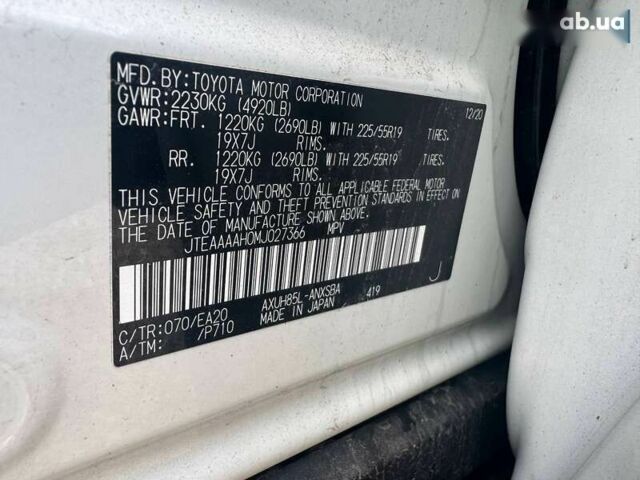 ab.ua
MFD. BY: TOYOTA MOTOR CORPORATION 12/20
GVWR: 2230KG (4920LB)
GAWR: FRT. 1220KG (2690LB) WITH 225/55R19 TIRES.
19X7J RIMS.
RR. 1220KG (2690LB) WITH 225/55R19 TIRES.
19X7J RIMS.
THIS VEHICLE CONFORMS TO ALL APPLICABLE FEDERAL MOTOR
VEHICLE SAFETY AND THEFT PREVENTION STANDARDS IN EFFECT ON
THE DATE OF MANUFACTURE SHOWN ABOVE.
JTEAAAAH0MJ027366 MPV
J
AXUH85L-ANXSBA 419
C/TR: 070/EA20 MADE IN JAPAN
A/TM: /P710